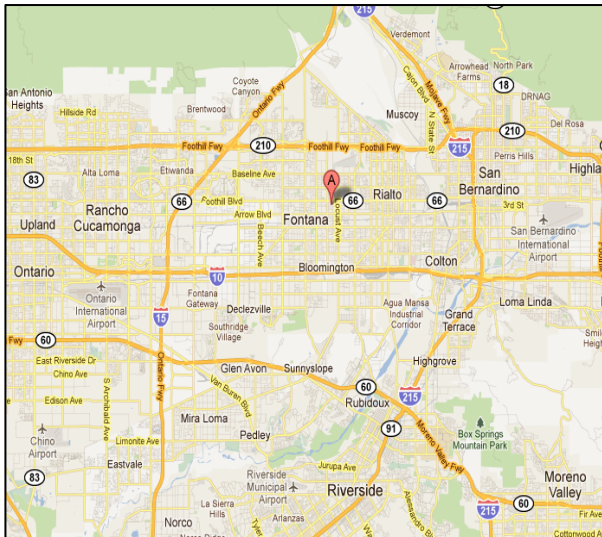 215
Verdemont
Coyote
Canyon
Ontario Fwy
Cajon Blvd
Mojave Fwy
Arrowhead
Farms
North Park
18
DRNAG
San Antonio
Heights
Hillside Rd
Brentwood
Muscoy
N State St
210
Del Rosa
210
Foothill Fwy
Foothill Fwy
Foothill Fwy
215
18th St
Alta Loma
Etiwanda
Baseline Ave
Perris Hills
83
San
Bernardino
Highla
A
Rialto
66
Foothill Blvd
66
66
3rd St
Rancho
Cucamonga
Arrow Blvd
Fontana
Locust Ave
Upland
Beech Ave
San Bernardino
International
Airport
Ontario
10
Bloomington
Colton
Ontario
International
Airport
Fontana
Gateway
Declezville
Agua Mansa
Industrial
Corridor
Loma Linda
15
Southridge
Village
Grand
Terrace
Fwy
60
East Riverside Dr
Chino Ave
Ontario Fwy
Glen Avon
Sunnyslope
Highgrove
S Archibald Ave
Edison Ave
Van Buren Blvd
60
Rubidoux
215
Mira Loma
91
Moreno Valley Fwy
Box Springs
Mountain Park
Chino
Airport
Limonite Ave
Pedley
Eastvale
Jurupa Ave
83
Riverside
Municipal
Airport
Riverside
Moreno
Valley
La Sierra
Hills
60
Norco
Arlanzas
215
Fir Ave
Cottonwood A